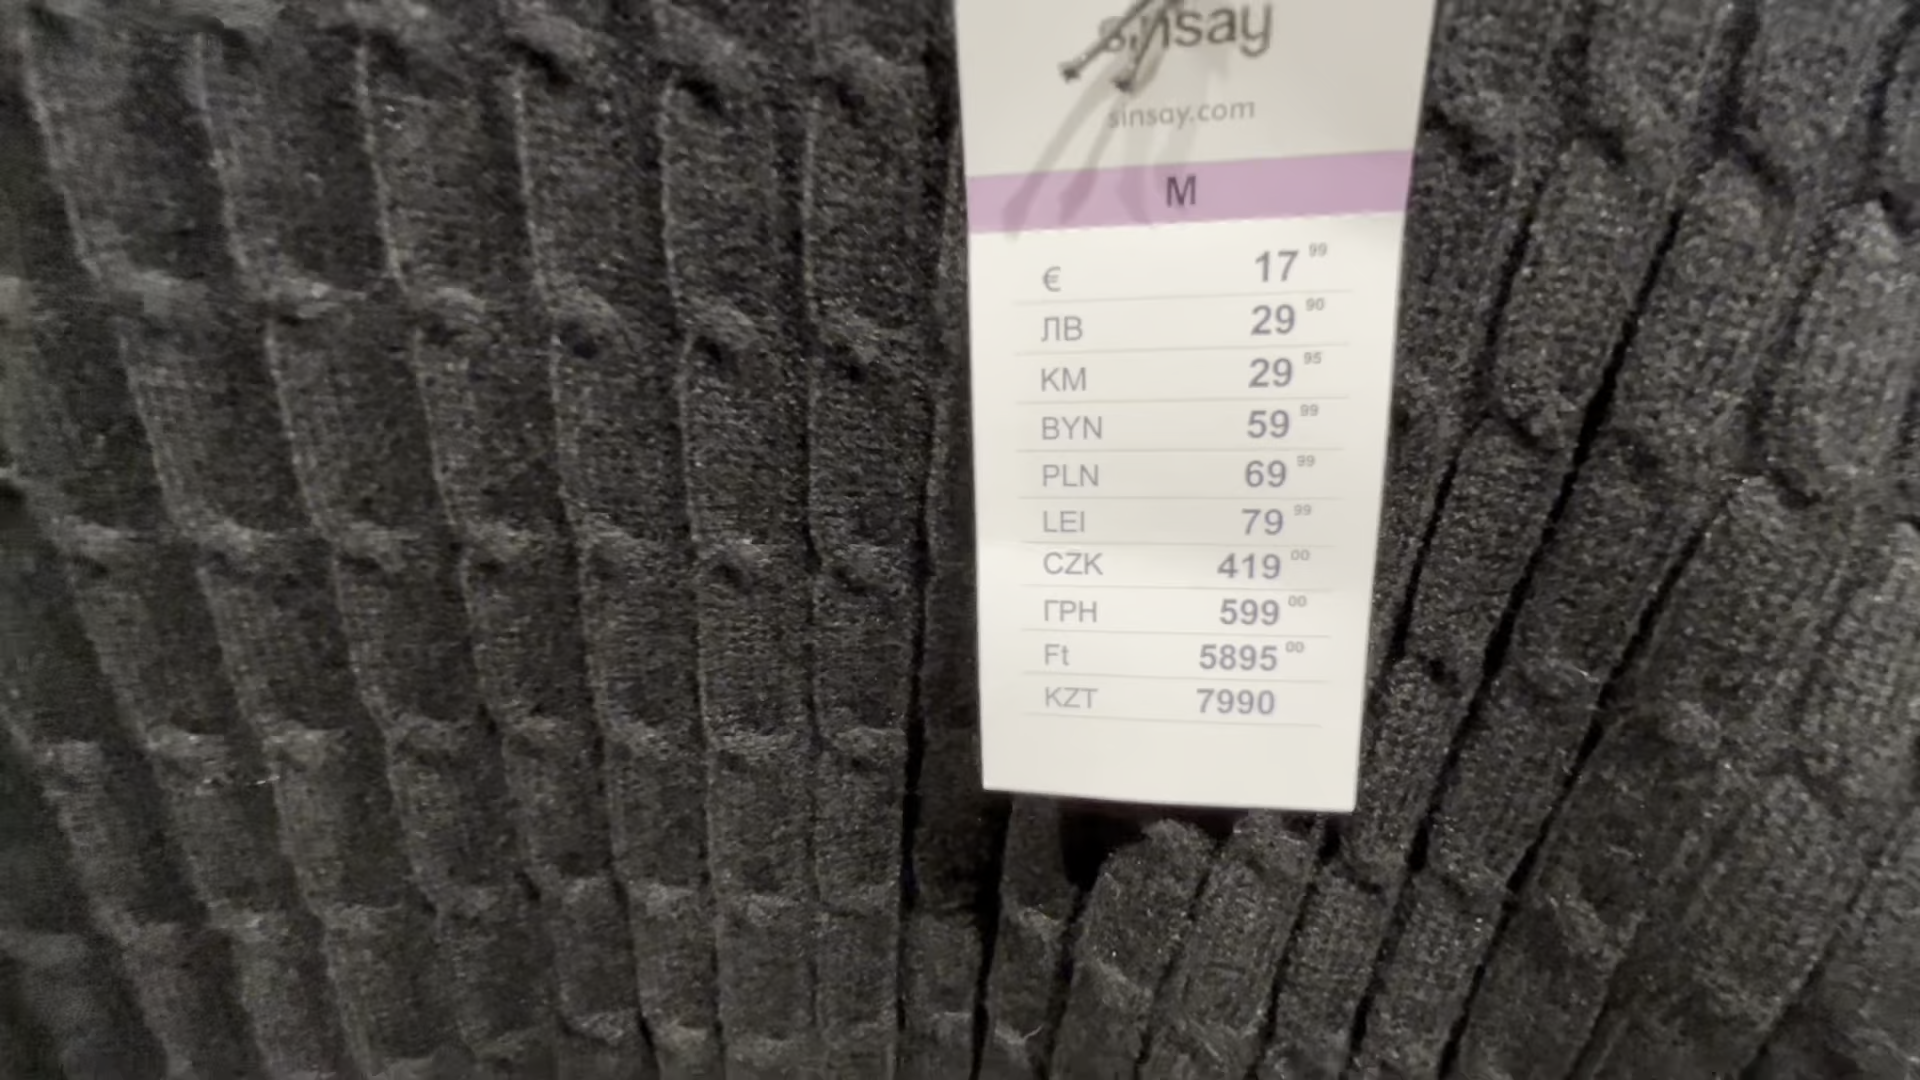 sinsay
sinsay.com
M
€ 17 99
ЛВ 29 90
KM 29 95
BYN 59 99
PLN 69 99
LEI 79 99
CZK 419 00
ГРН 599 00
Ft 5895 00
KZT 7990